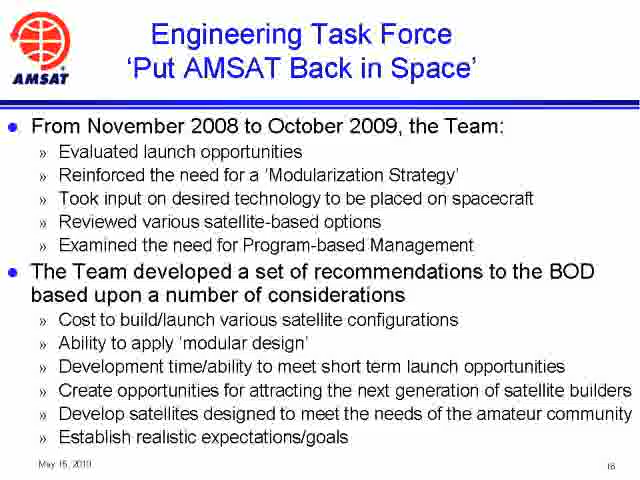 AMSAT
Engineering Task Force
‘Put AMSAT Back in Space’
● From November 2008 to October 2009, the Team:
» Evaluated launch opportunities
» Reinforced the need for a ‘Modularization Strategy’
» Took input on desired technology to be placed on spacecraft
» Reviewed various satellite-based options
» Examined the need for Program-based Management
● The Team developed a set of recommendations to the BOD
based upon a number of considerations
» Cost to build/launch various satellite configurations
» Ability to apply ‘modular design’
» Development time/ability to meet short term launch opportunities
» Create opportunities for attracting the next generation of satellite builders
» Develop satellites designed to meet the needs of the amateur community
» Establish realistic expectations/goals
May 15, 2010